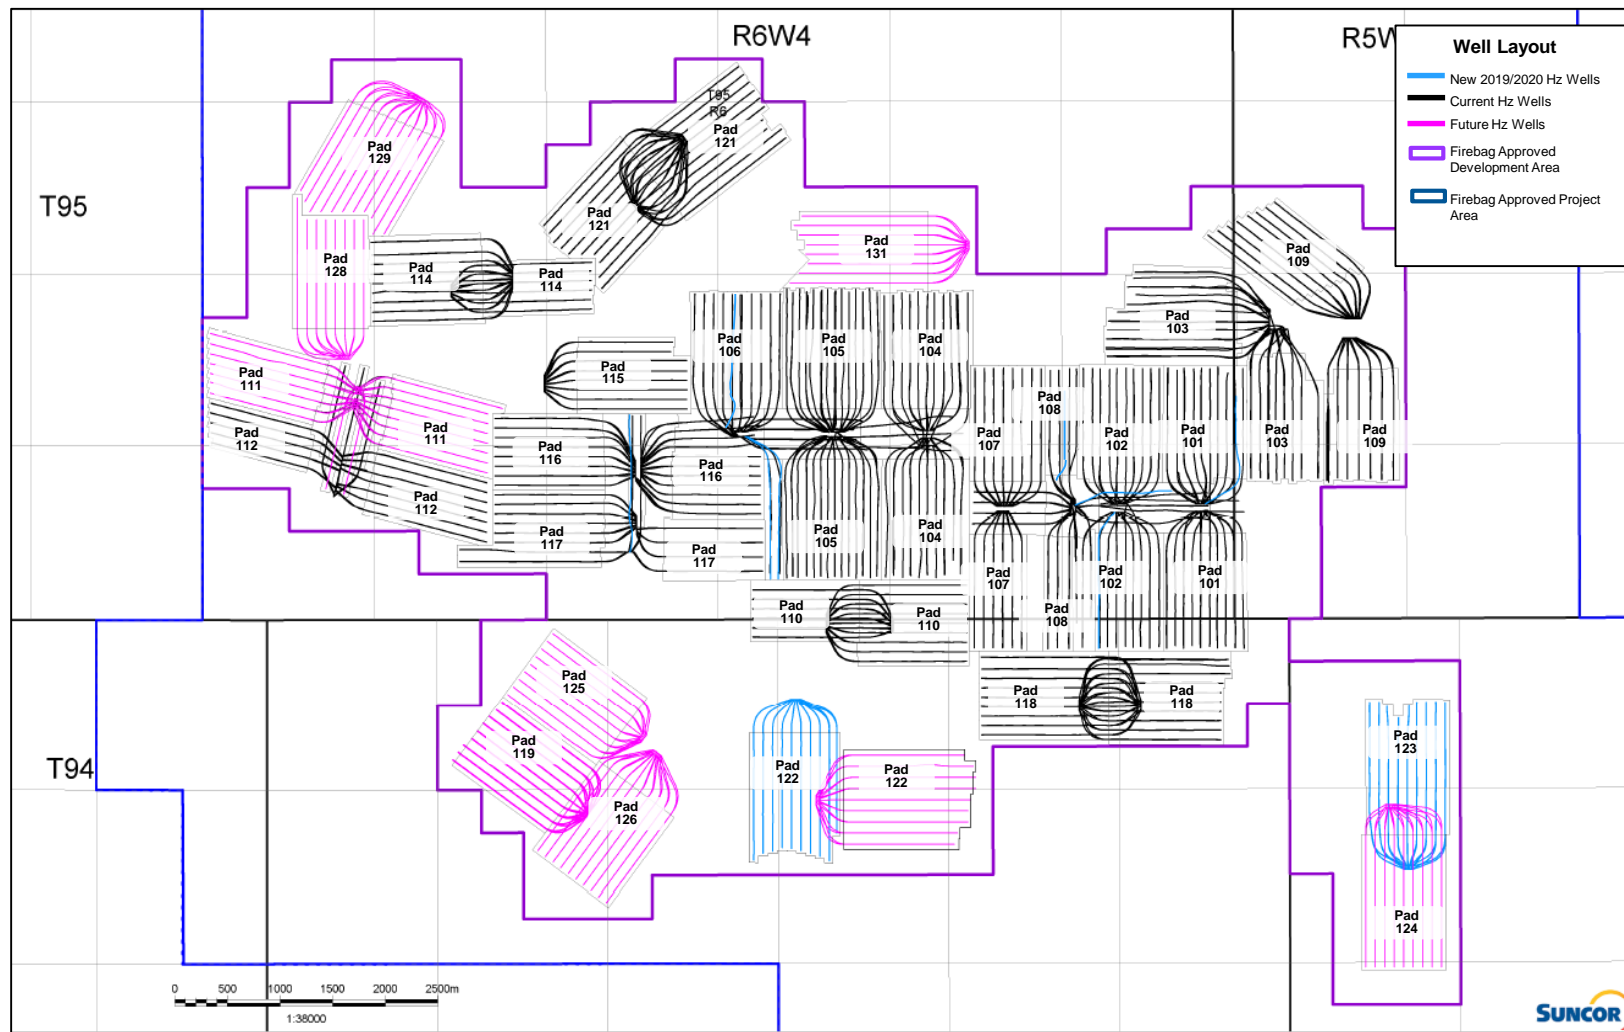 R6W4
R5W
Well Layout
New 2019/2020 Hz Wells
Current Hz Wells
Future Hz Wells
Firebag Approved
Development Area
Firebag Approved Project
Area
T95
R6
Pad
121
Pad
129
T95
Pad
121
Pad
131
Pad
109
Pad
128
Pad
114
Pad
114
Pad
103
Pad
106
Pad
105
Pad
104
Pad
115
Pad
111
Pad
108
Pad
111
Pad
112
Pad
116
Pad
107
Pad
102
Pad
101
Pad
103
Pad
109
Pad
116
Pad
112
Pad
117
Pad
105
Pad
104
Pad
117
Pad
107
Pad
102
Pad
101
Pad
110
Pad
110
Pad
108
Pad
125
Pad
118
Pad
118
Pad
119
Pad
123
T94
Pad
122
Pad
122
Pad
126
Pad
124
0 500 1000 1500 2000 2500m
1:38000
SUNCOR